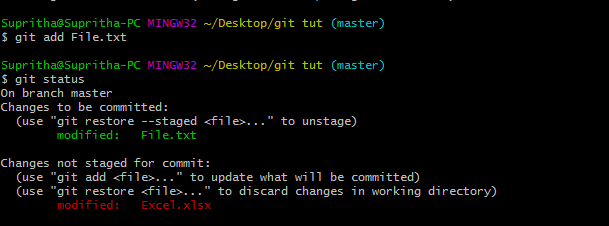 Supritha@Supritha-PC MINGW32 ~/Desktop/git tut (master)
$ git add File.txt
Supritha@Supritha-PC MINGW32 ~/Desktop/git tut (master)
$ git status
On branch master
Changes to be committed:
  (use "git restore --staged <file>..." to unstage)
        modified:   File.txt
Changes not staged for commit:
  (use "git add <file>..." to update what will be committed)
  (use "git restore <file>..." to discard changes in working directory)
        modified:   Excel.xlsx